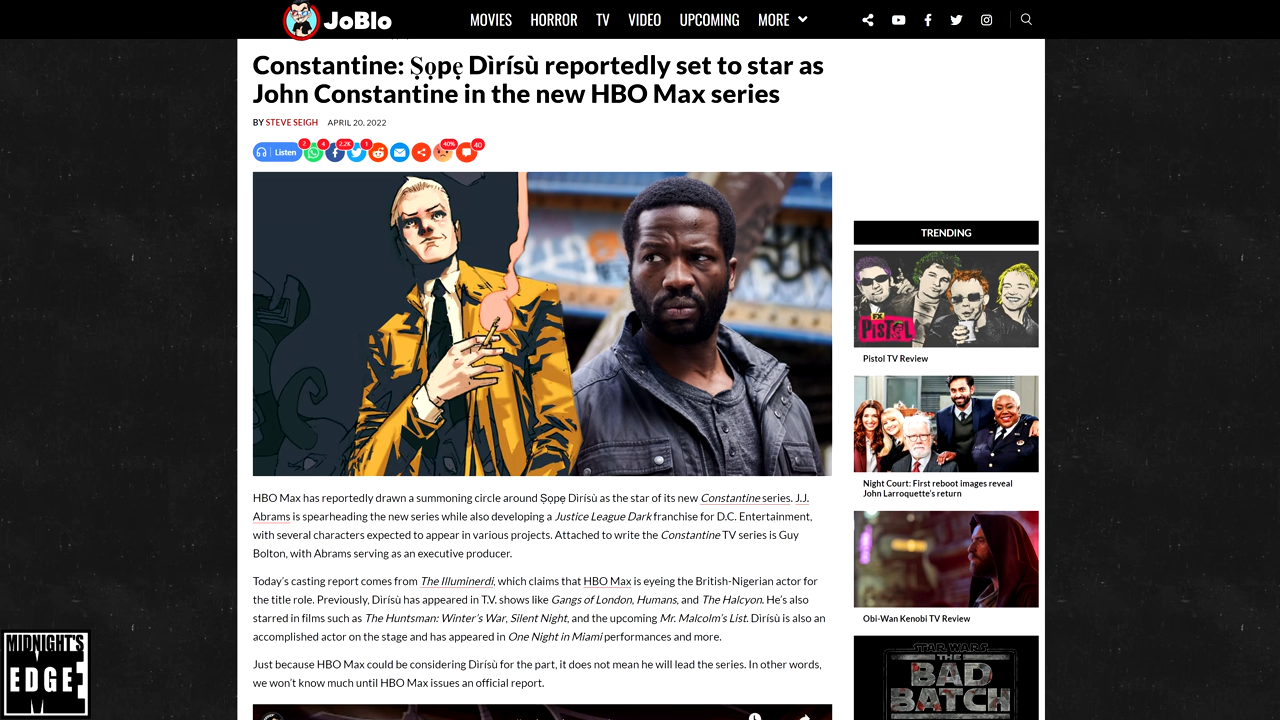 JoBlo
MOVIES HORROR TV VIDEO UPCOMING MORE
Constantine: Ṣọpẹ Dìrísù reportedly set to star as
John Constantine in the new HBO Max series
BY STEVE SEIGH APRIL 20, 2022
Listen 2 4 2.2K 1 40% 40
HBO Max has reportedly drawn a summoning circle around Ṣọpẹ Dìrísù as the star of its new Constantine series. J.J.
Abrams is spearheading the new series while also developing a Justice League Dark franchise for D.C. Entertainment,
with several characters expected to appear in various projects. Attached to write the Constantine TV series is Guy
Bolton, with Abrams serving as an executive producer.
Today's casting report comes from The Illuminerdi, which claims that HBO Max is eyeing the British-Nigerian actor for
the title role. Previously, Dìrísù has appeared in T.V. shows like Gangs of London, Humans, and The Halcyon. He's also
starred in films such as The Huntsman: Winter's War, Silent Night, and the upcoming Mr. Malcolm's List. Dìrísù is also an
accomplished actor on the stage and has appeared in One Night in Miami performances and more.
Just because HBO Max could be considering Dìrísù for the part, it does not mean he will lead the series. In other words,
we won't know much until HBO Max issues an official report.
TRENDING
FX
PISTOL
Pistol TV Review
Night Court: First reboot images reveal
John Larroquette's return
Obi-Wan Kenobi TV Review
STAR WARS
THE
BAD
BATCH
MIDNIGHT'S
EDGE
ME